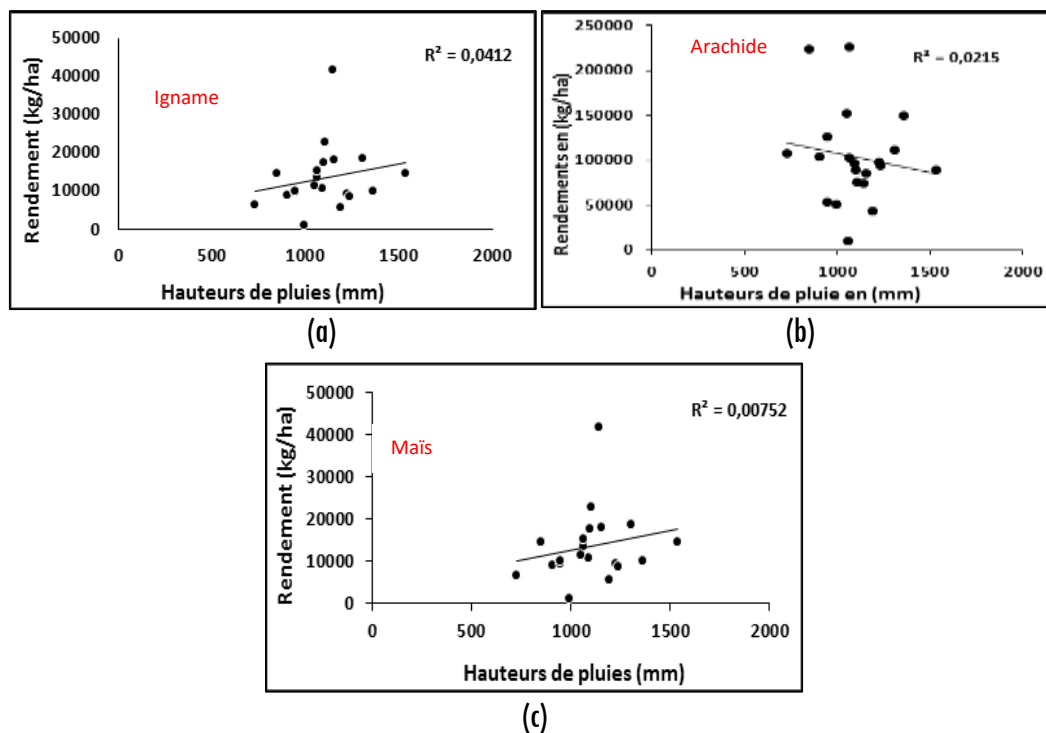 50000
40000
30000
20000
10000
0
Rendement (kg/ha)
Igname
R² = 0,0412
0 500 1000 1500 2000
Hauteurs de pluies (mm)
(a)
250000
200000
150000
100000
50000
0
Rendementsen (kg/ha)
Arachide
R² = 0,0215
0 500 1000 1500 2000
Hauteurs de pluie en (mm)
(b)
50000
40000
30000
20000
10000
0
Rendement (kg/ha)
Maïs
R² = 0,00752
0 500 1000 1500 2000
Hauteurs de pluies (mm)
(c)